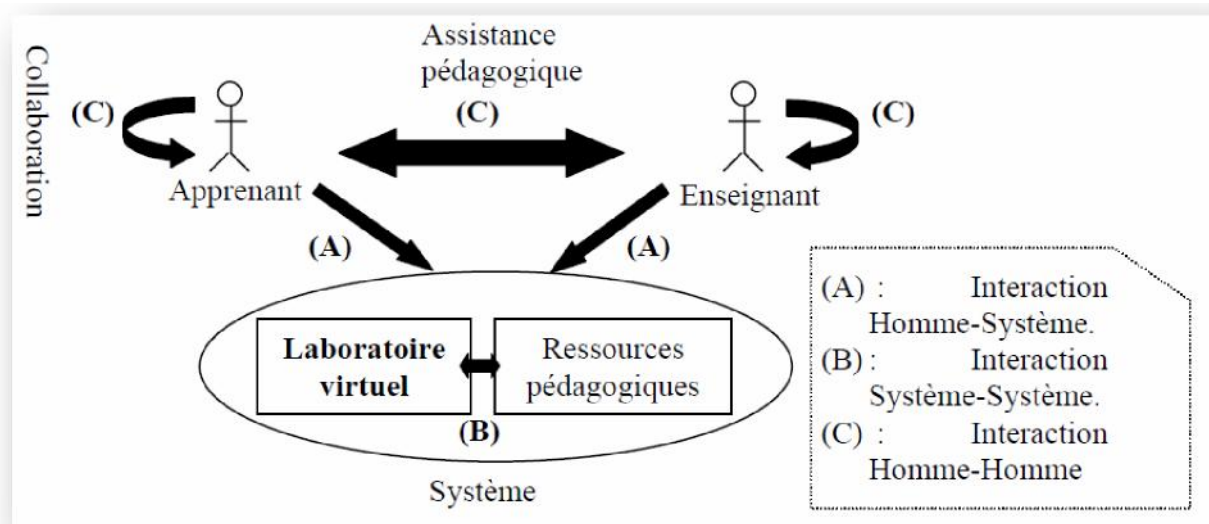 Collaboration
Assistance
pédagogique
(C)
(C)
(C)
Apprenant
Enseignant
(A)
(A)
Laboratoire
virtuel
Ressources
pédagogiques
(B)
Système
(A) : Interaction
Homme-Système.
(B) : Interaction
Système-Système.
(C) : Interaction
Homme-Homme